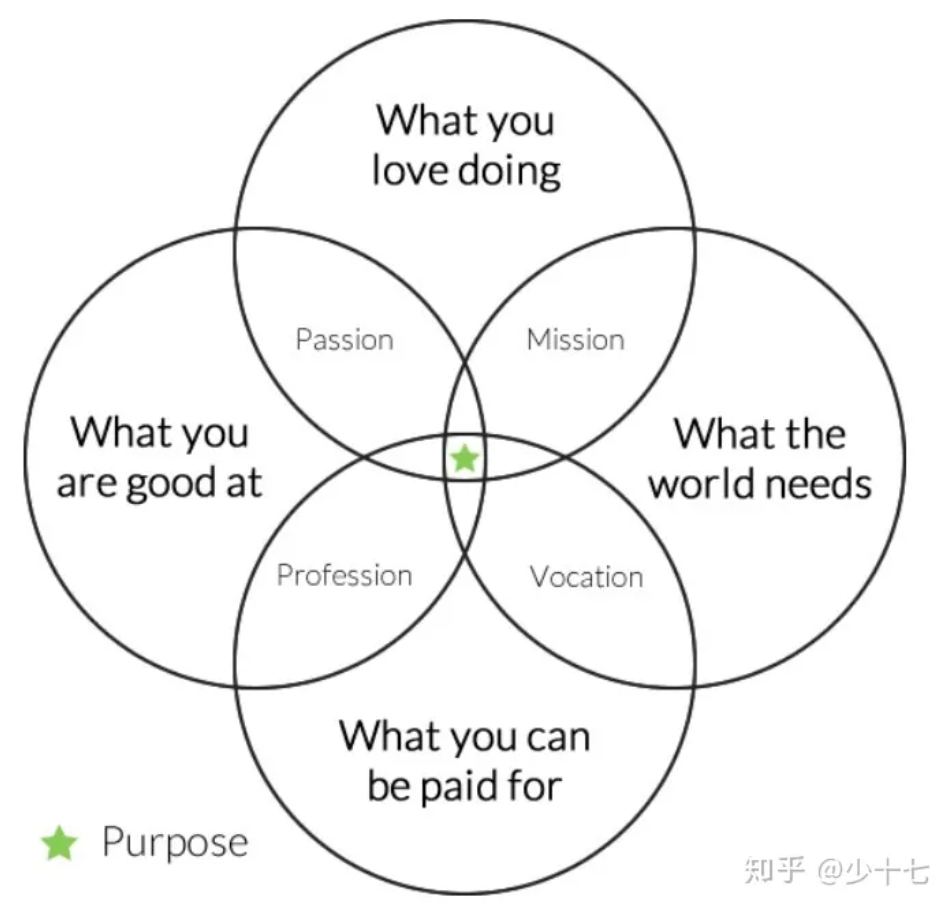 What you
love doing
Passion
Mission
What you
are good at
What the
world needs
Profession
Vocation
What you can
be paid for
Purpose
知乎 @少十七